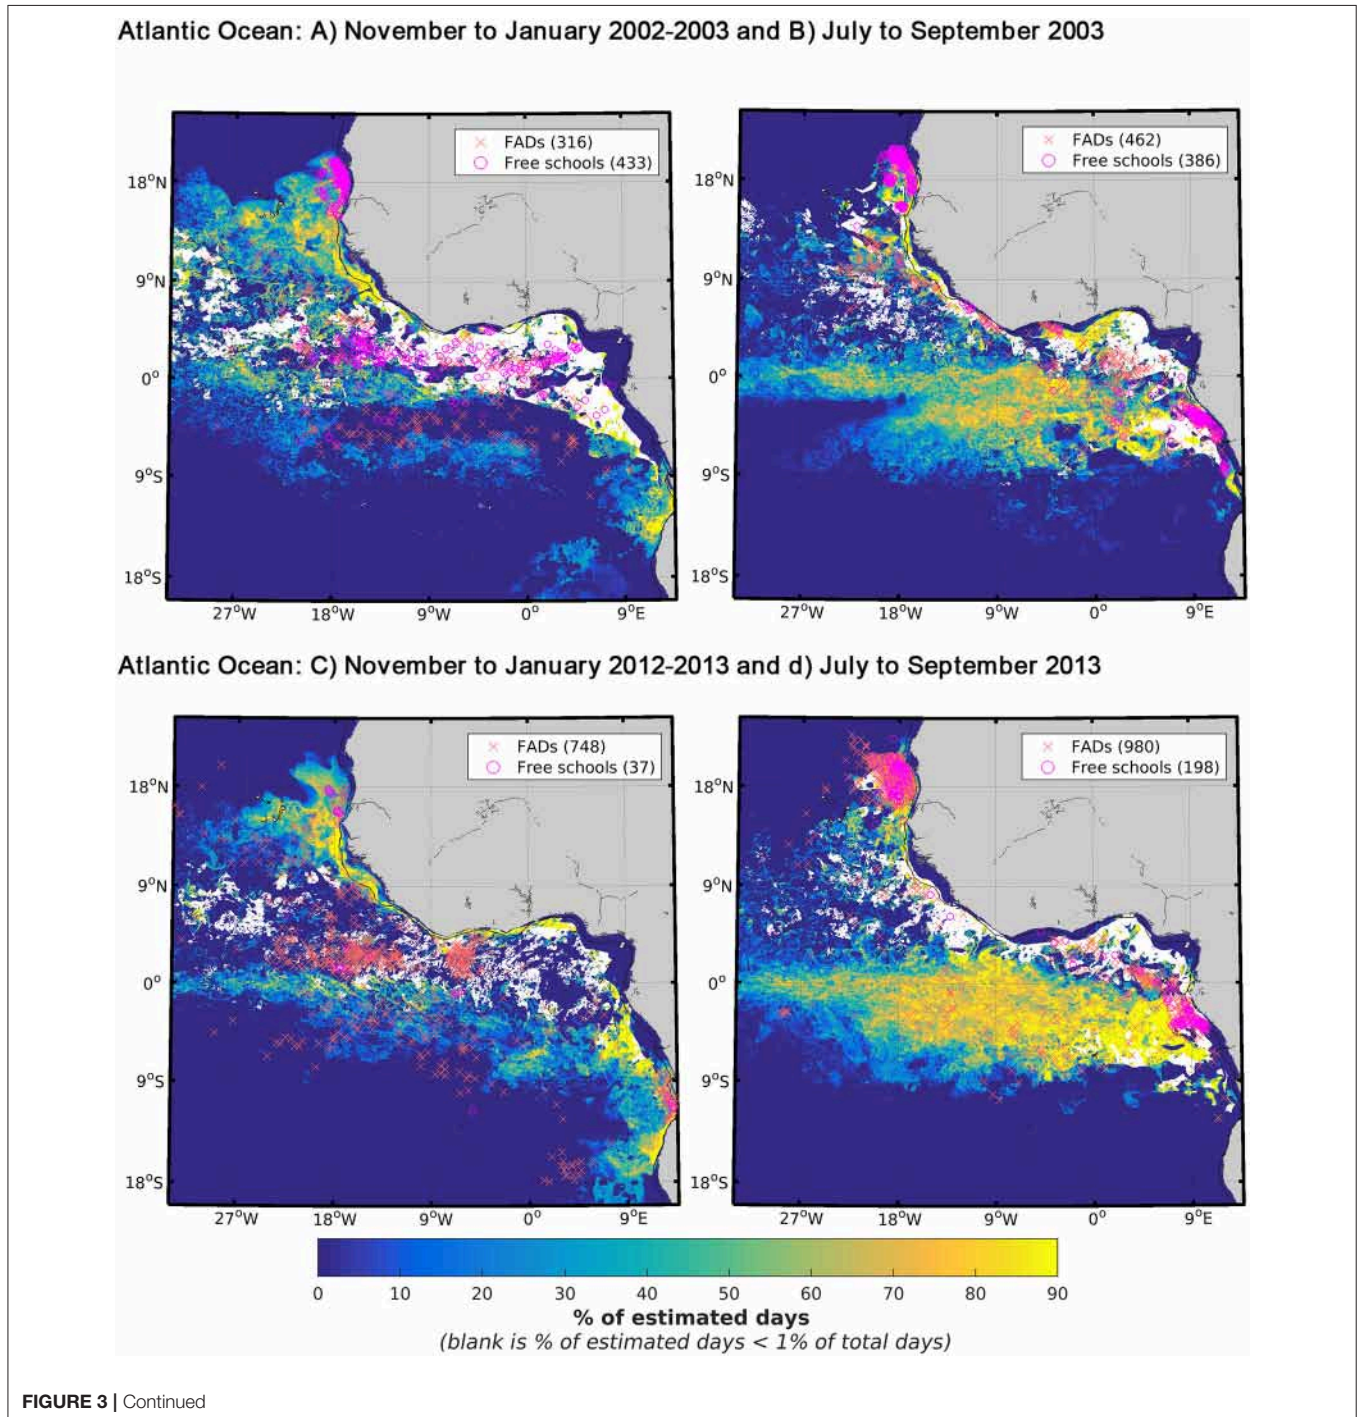 Atlantic Ocean: A) November to January 2002-2003 and B) July to September 2003
FADs (316)
Free schools (433)
18°N
9°N
0°
9°S
18°S
27°W 18°W 9°W 0° 9°E
FADs (462)
Free schools (386)
18°N
9°N
0°
9°S
18°S
27°W 18°W 9°W 0° 9°E
Atlantic Ocean: C) November to January 2012-2013 and d) July to September 2013
FADs (748)
Free schools (37)
18°N
9°N
0°
9°S
18°S
27°W 18°W 9°W 0° 9°E
FADs (980)
Free schools (198)
18°N
9°N
0°
9°S
18°S
27°W 18°W 9°W 0° 9°E
0 10 20 30 40 50 60 70 80 90
% of estimated days
(blank is % of estimated days < 1% of total days)
FIGURE 3 | Continued